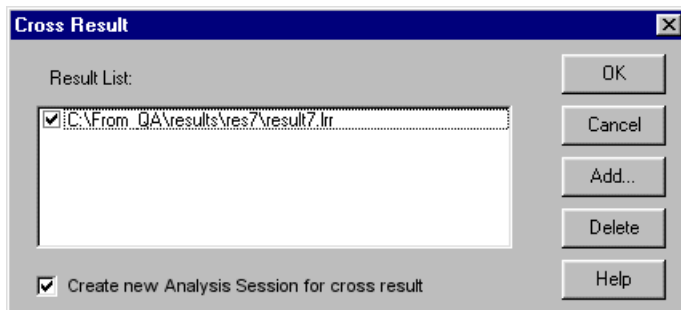 Cross Result
Result List:
C:\From_QA\results\res7\result7.lrr
Create new Analysis Session for cross result
OK
Cancel
Add...
Delete
Help